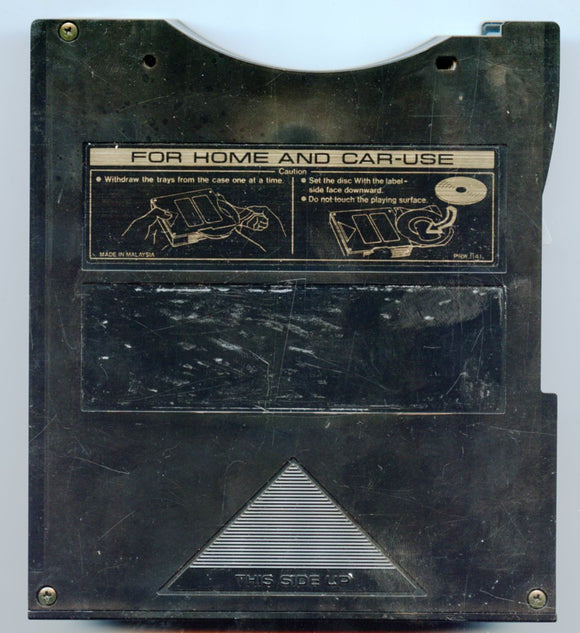 FOR HOME AND CAR-USE
Caution
● Withdraw the trays from the case one at a time.
● Set the disc With the label-
side face downward.
● Do not touch the playing surface.
MADE IN MALAYSIA
THIS SIDE UP